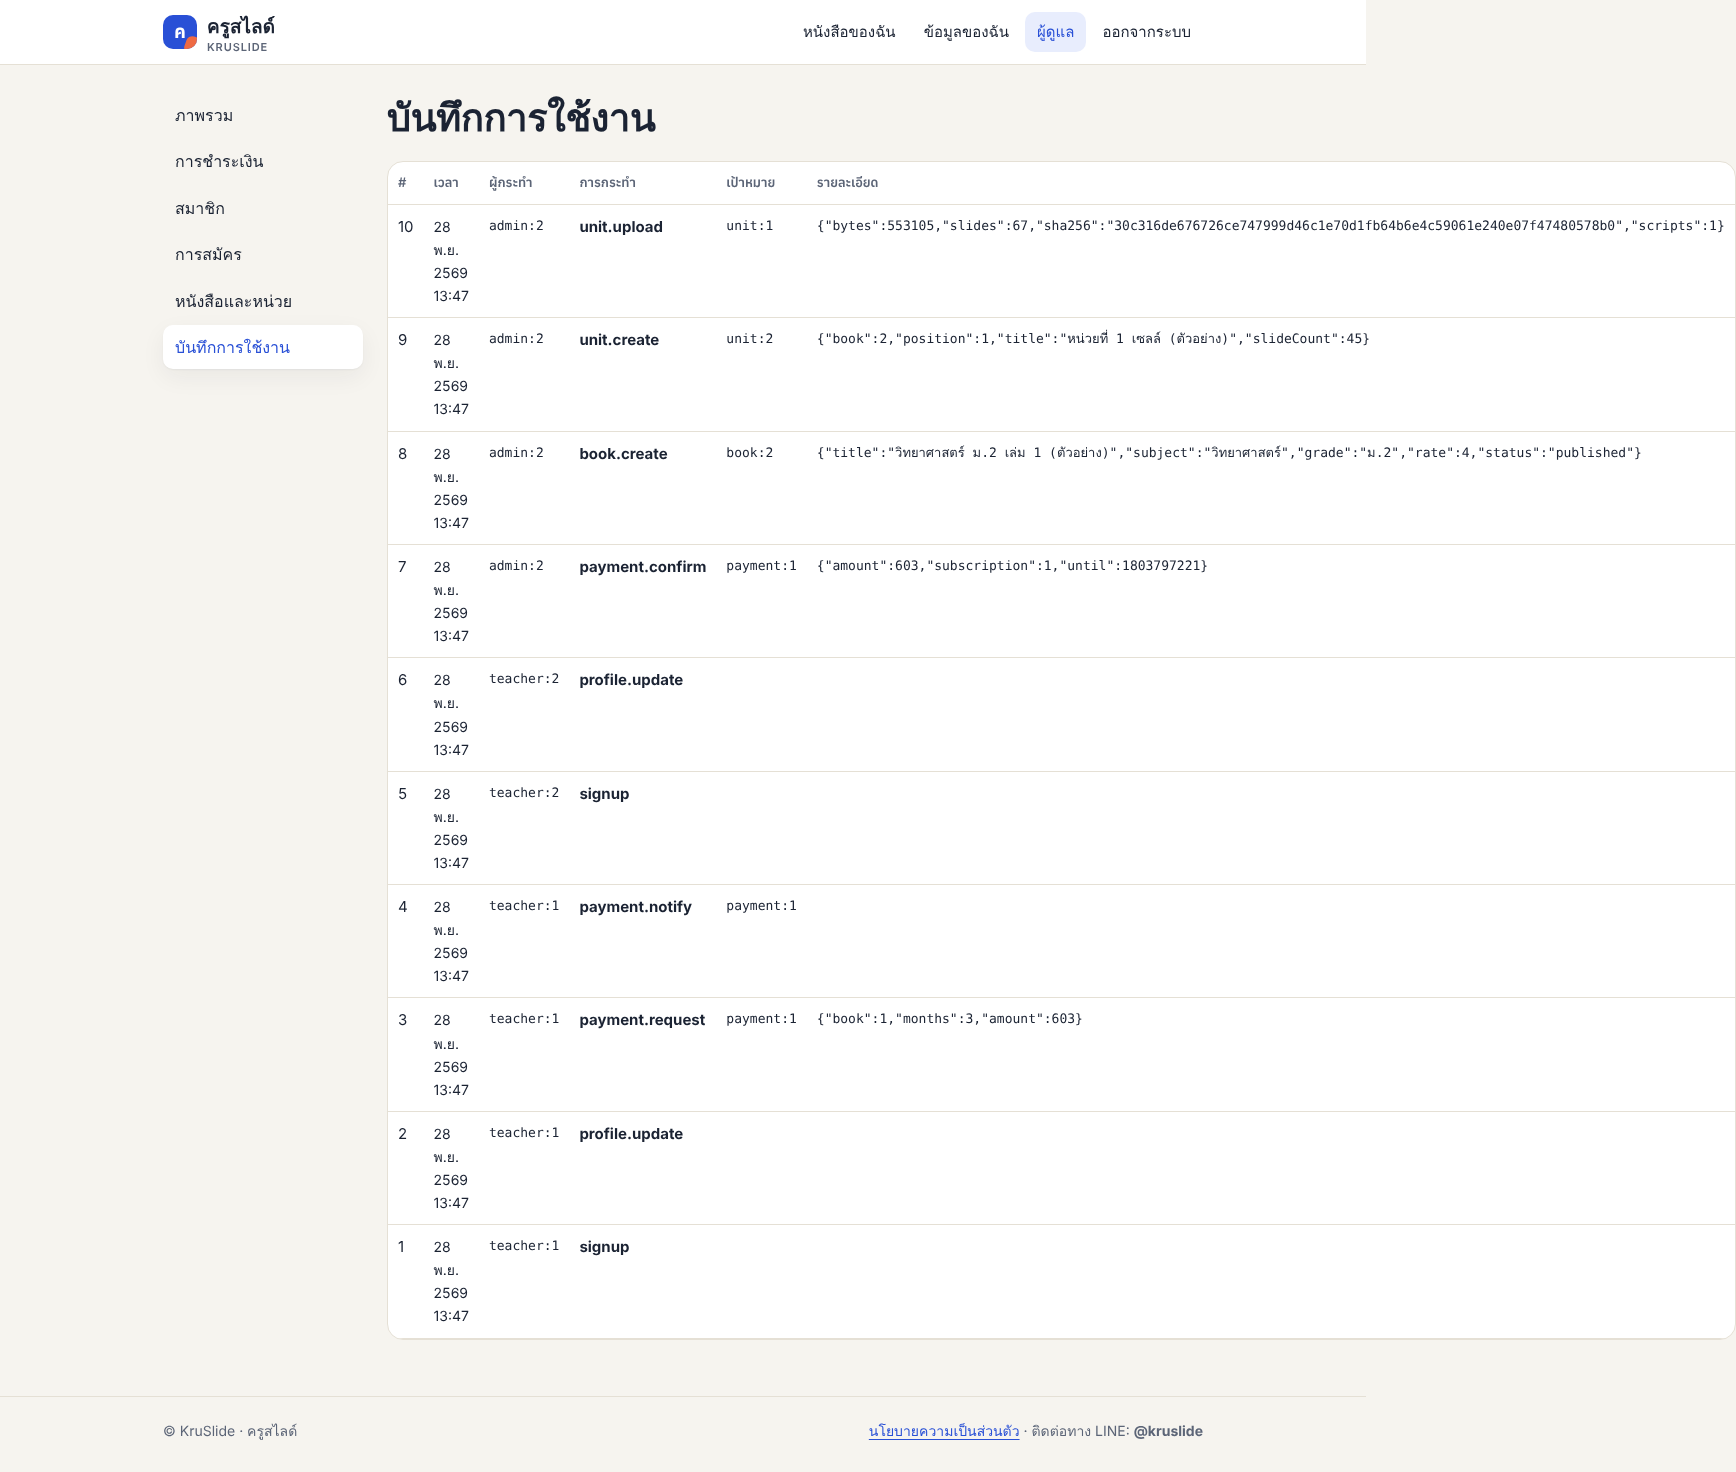 ค ครูสไลด์
KRUSLIDE
หนังสือของฉัน ข้อมูลของฉัน ผู้ดูแล ออกจากระบบ
ภาพรวม
การชำระเงิน
สมาชิก
การสมัคร
หนังสือและหน่วย
บันทึกการใช้งาน
บันทึกการใช้งาน
# เวลา ผู้กระทำ การกระทำ เป้าหมาย รายละเอียด
10 28 พ.ย. 2569 13:47 admin:2 unit.upload unit:1 {"bytes":553105,"slides":67,"sha256":"30c316de676726ce747999d46c1e70d1fb64b6e4c59061e240e07f47480578b0","scripts":1}
9 28 พ.ย. 2569 13:47 admin:2 unit.create unit:2 {"book":2,"position":1,"title":"หน่วยที่ 1 เซลล์ (ตัวอย่าง)","slideCount":45}
8 28 พ.ย. 2569 13:47 admin:2 book.create book:2 {"title":"วิทยาศาสตร์ ม.2 เล่ม 1 (ตัวอย่าง)","subject":"วิทยาศาสตร์","grade":"ม.2","rate":4,"status":"published"}
7 28 พ.ย. 2569 13:47 admin:2 payment.confirm payment:1 {"amount":603,"subscription":1,"until":1803797221}
6 28 พ.ย. 2569 13:47 teacher:2 profile.update
5 28 พ.ย. 2569 13:47 teacher:2 signup
4 28 พ.ย. 2569 13:47 teacher:1 payment.notify payment:1
3 28 พ.ย. 2569 13:47 teacher:1 payment.request payment:1 {"book":1,"months":3,"amount":603}
2 28 พ.ย. 2569 13:47 teacher:1 profile.update
1 28 พ.ย. 2569 13:47 teacher:1 signup
© KruSlide · ครูสไลด์
นโยบายความเป็นส่วนตัว · ติดต่อทาง LINE: @kruslide